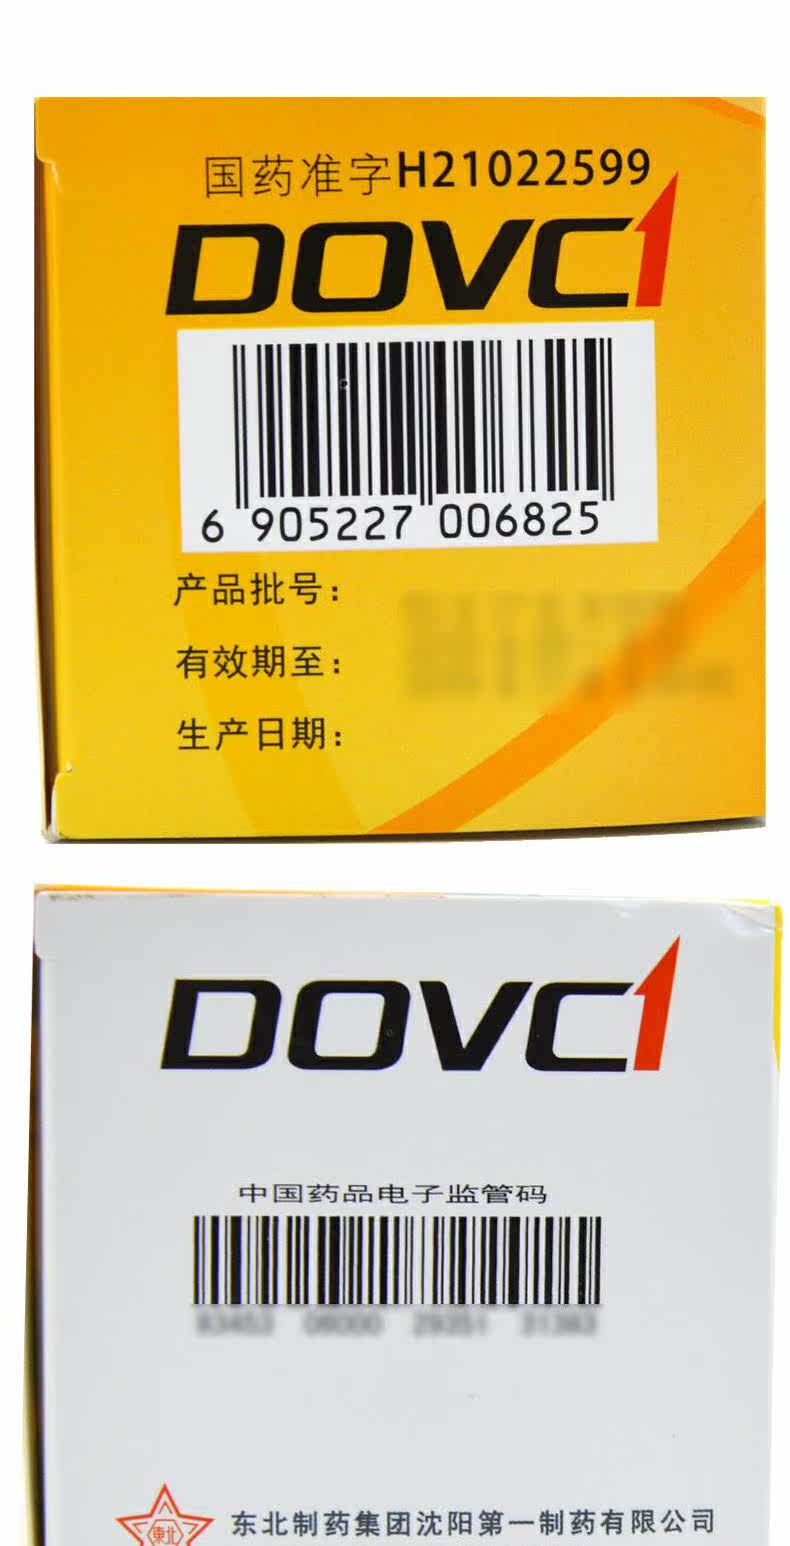 国药准字H21022599
DOVC1
6 905227 006825
产品批号：
有效期至：
生产日期：
DOVC1
中国药品电子监管码
東北
东北制药集团沈阳第一制药有限公司